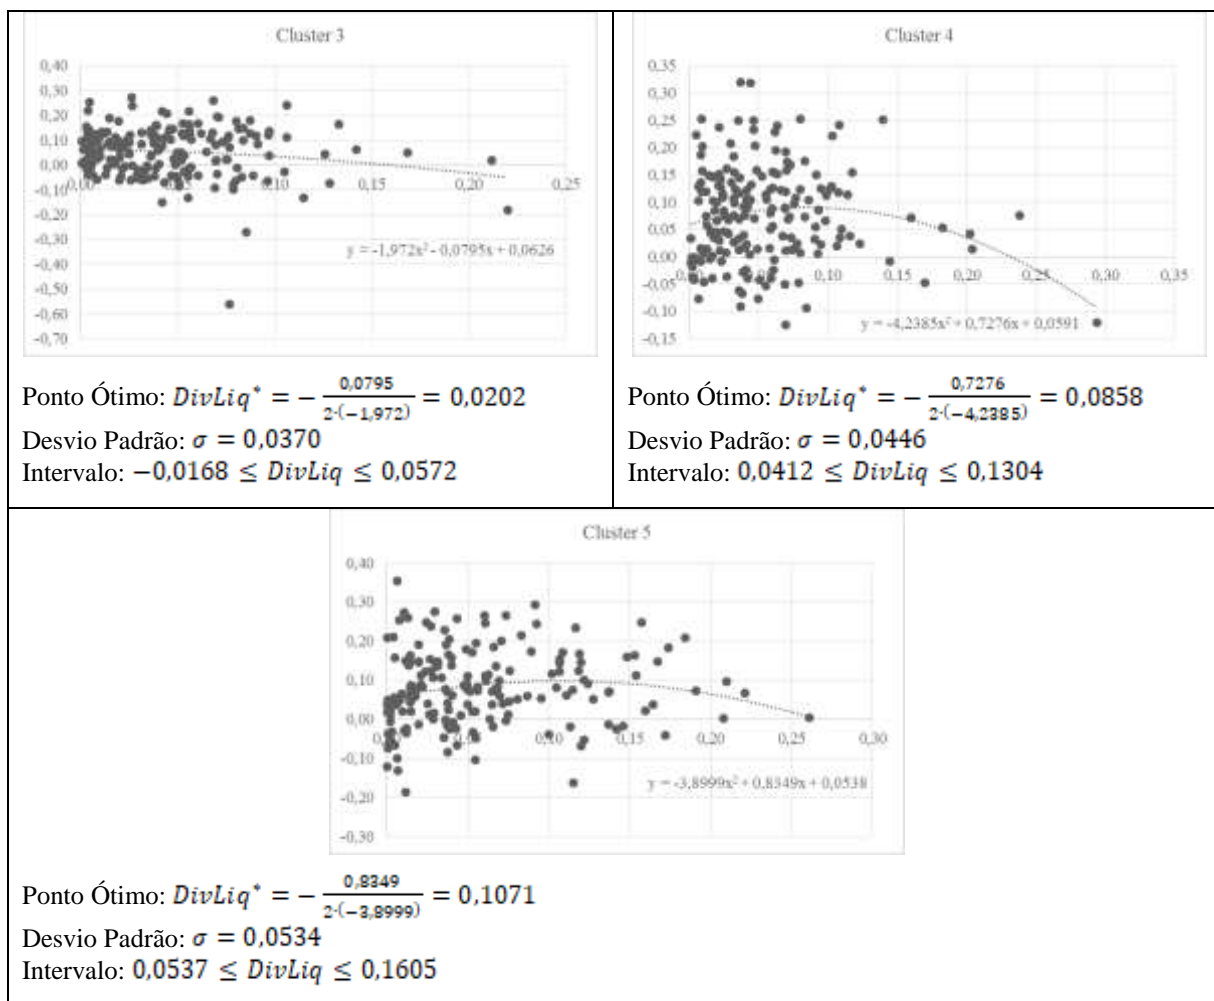 Cluster 3
0,40
0,30
0,20
0,10
0,00
-0,10
-0,30
-0,40
-0,50
-0,60
-0,70
0,00 0,10 0,15 0,20 0,25
y = -1,972x² - 0,0795x + 0,0626
Ponto Ótimo: DivLiq* = − 0,0795 / 2·(−1,972) = 0,0202
Desvio Padrão: σ = 0,0370
Intervalo: −0,0168 ≤ DivLiq ≤ 0,0572
Cluster 4
0,35
0,30
0,25
0,20
0,15
0,10
0,05
0,00
-0,05
-0,10
-0,15
0,10 0,15 0,20 0,25 0,30 0,35
y = -4,2385x² + 0,7276x + 0,0591
Ponto Ótimo: DivLiq* = − 0,7276 / 2·(−4,2385) = 0,0858
Desvio Padrão: σ = 0,0446
Intervalo: 0,0412 ≤ DivLiq ≤ 0,1304
Cluster 5
0,40
0,30
0,20
0,10
0,00
-0,10
-0,20
-0,30
0,10 0,15 0,20 0,25 0,30
y = -3,8999x² + 0,8349x + 0,0538
Ponto Ótimo: DivLiq* = − 0,8349 / 2·(−3,8999) = 0,1071
Desvio Padrão: σ = 0,0534
Intervalo: 0,0537 ≤ DivLiq ≤ 0,1605